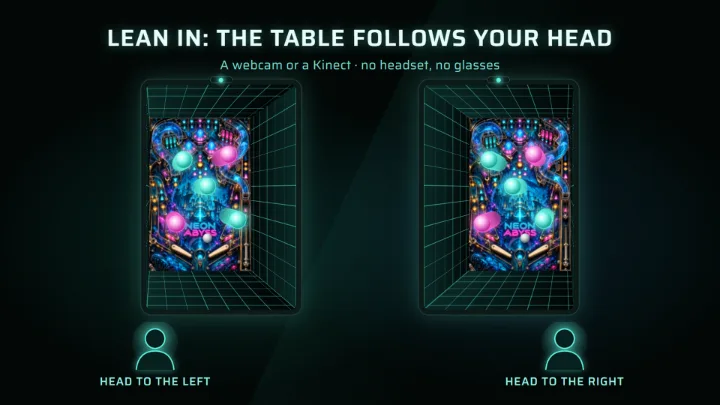 LEAN IN: THE TABLE FOLLOWS YOUR HEAD
A webcam or a Kinect · no headset, no glasses
NEON
ABYSS
NEON
ABYSS
HEAD TO THE LEFT
HEAD TO THE RIGHT